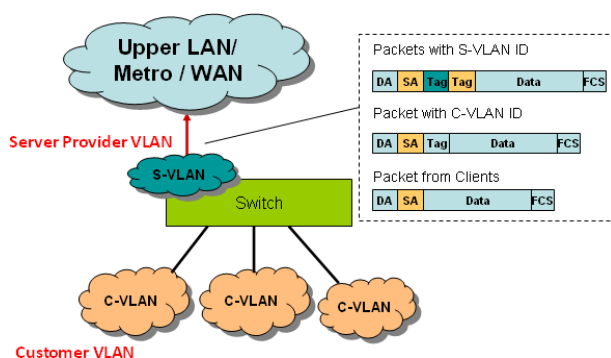 Upper LAN/
Metro / WAN
Server Provider VLAN
S-VLAN
Switch
C-VLAN
C-VLAN
C-VLAN
Customer VLAN
Packets with S-VLAN ID
DA SA Tag Tag Data FCS
Packet with C-VLAN ID
DA SA Tag Data FCS
Packet from Clients
DA SA Data FCS